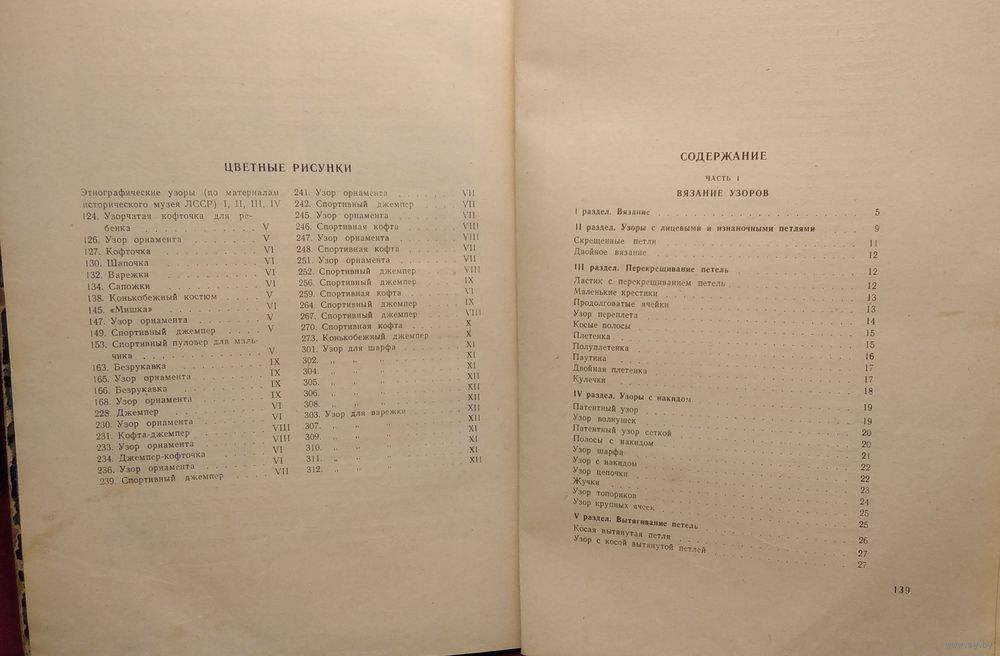 ЦВЕТНЫЕ РИСУНКИ
Этнографические узоры (по материалам
исторического музея ЛССР) I, II, III, IV
124. Узорчатая кофточка для ре-
бенка . . . . . . . . . . V
126. Узор орнамента . . . . . . . V
127. Кофточка . . . . . . . . . VI
130. Шапочка . . . . . . . . . VI
132. Варежки . . . . . . . . . VI
134. Сапожки . . . . . . . . . VI
138. Конькобежный костюм . . . . V
145. «Мишка» . . . . . . . . . VI
147. Узор орнамента . . . . . . . V
149. Спортивный джемпер . . . . . V
153. Спортивный пуловер для маль-
чика . . . . . . . . . . V
163. Безрукавка . . . . . . . . IX
165. Узор орнамента . . . . . . . IX
166. Безрукавка . . . . . . . . IX
168. Узор орнамента . . . . . . . IX
228. Джемпер . . . . . . . . . VI
230. Узор орнамента . . . . . . . VI
231. Кофта-джемпер . . . . . . . VIII
233. Узор орнамента . . . . . . . VIII
234. Джемпер-кофточка . . . . . . VI
236. Узор орнамента . . . . . . . VI
239. Спортивный джемпер . . . . . VII
241. Узор орнамента . . . . . . . VII
242. Спортивный джемпер . . . . . VII
245. Узор орнамента . . . . . . . VII
246. Спортивная кофта . . . . . . VIII
247. Узор орнамента . . . . . . . VIII
248. Спортивная кофта . . . . . . VII
251. Узор орнамента . . . . . . . VII
252. Спортивный джемпер . . . . . VIII
256. Спортивный джемпер . . . . . IX
259. Спортивная кофта . . . . . . VI
264. Спортивный джемпер . . . . . IX
267. Спортивный джемпер . . . . . VIII
270. Спортивная кофта . . . . . . X
273. Конькобежный джемпер . . . . X
301. Узор для шарфа . . . . . . . XI
302. „ „ „ . . . . . . . XI
304. „ „ „ . . . . . . . XI
305. „ „ „ . . . . . . . XII
306. „ „ „ . . . . . . . XII
308. „ „ „ . . . . . . . XII
303. Узор для варежки . . . . . . XII
307. „ „ „ . . . . . . . XII
309. „ „ „ . . . . . . . XI
310. „ „ „ . . . . . . . XI
311. „ „ „ . . . . . . . XI
312. „ „ „ . . . . . . . XII
СОДЕРЖАНИЕ
ЧАСТЬ I
ВЯЗАНИЕ УЗОРОВ
I раздел. Вязание . . . . . . . . . . 5
II раздел. Узоры с лицевыми и изнаночными петлями . . 9
Скрещенные петли . . . . . . . . . . 11
Двойное вязание . . . . . . . . . . 12
III раздел. Перекрещивание петель . . . . . . . 12
Ластик с перекрещиванием петель . . . . . . . 12
Маленькие крестики . . . . . . . . . . 13
Продолговатые ячейки . . . . . . . . . . 13
Узор переплета . . . . . . . . . . 14
Косые полосы . . . . . . . . . . 15
Плетенка . . . . . . . . . . 15
Полуплетенка . . . . . . . . . . 16
Паутина . . . . . . . . . . 17
Двойная плетенка . . . . . . . . . . 17
Кулечки . . . . . . . . . . 18
IV раздел. Узоры с накидом . . . . . . . . . . 19
Патентный узор . . . . . . . . . . 19
Узор волнушек . . . . . . . . . . 20
Патентный узор сеткой . . . . . . . . . . 20
Полосы с накидом . . . . . . . . . . 21
Узор шарфа . . . . . . . . . . 22
Узор с накидом . . . . . . . . . . 22
Узор цепочки . . . . . . . . . . 23
Жучки . . . . . . . . . . 24
Узор топориков . . . . . . . . . . 25
Узор крупных ячеек . . . . . . . . . . 25
V раздел. Вытягивание петель . . . . . . . . . . 26
Косая вытянутая петля . . . . . . . . . . 27
Узор с косой вытянутой петлей . . . . . . . . . . 27
139
www.ay.by